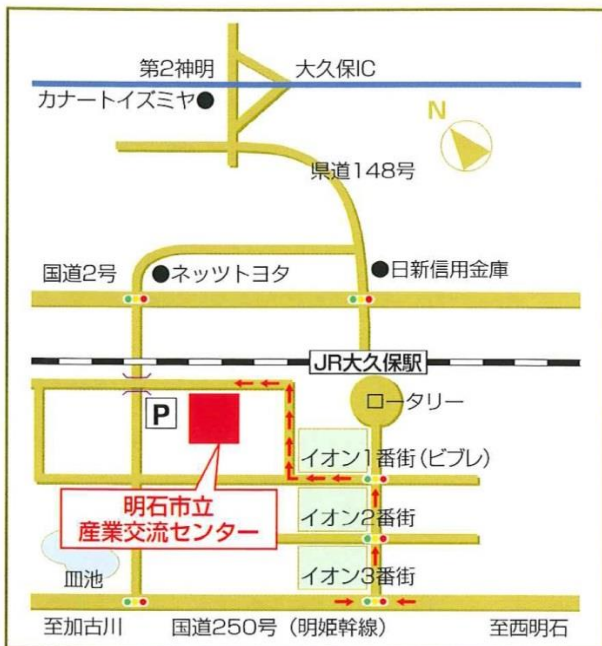 第2神明
大久保IC
カナートイズミヤ
N
県道148号
国道2号
ネッツトヨタ
日新信用金庫
JR大久保駅
P
ロータリー
イオン1番街(ビブレ)
明石市立
産業交流センター
イオン2番街
皿池
イオン3番街
至加古川
国道250号(明姫幹線)
至西明石